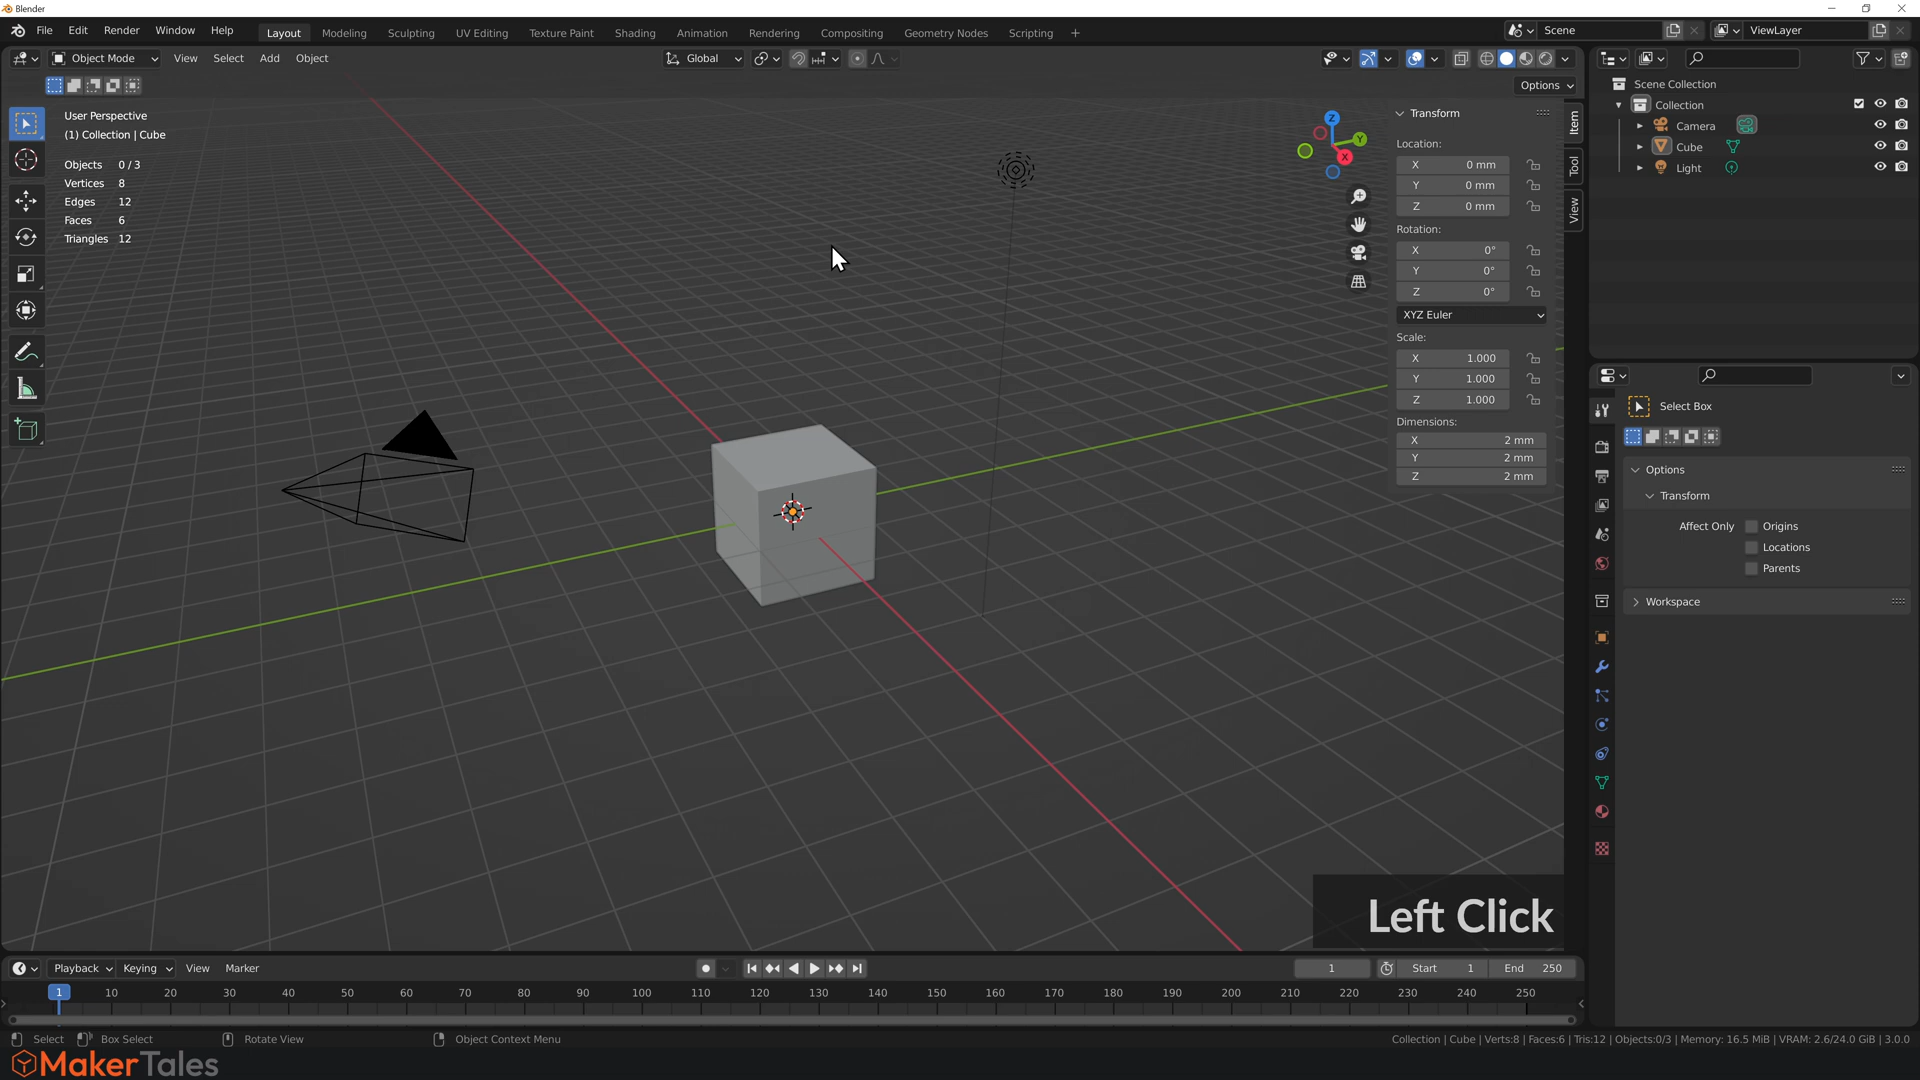 Blender
File Edit Render Window Help Layout Modeling Sculpting UV Editing Texture Paint Shading Animation Rendering Compositing Geometry Nodes Scripting + Scene ViewLayer
Object Mode View Select Add Object Global
Options
User Perspective
(1) Collection | Cube
Objects 0 / 3
Vertices 8
Edges 12
Faces 6
Triangles 12
Z
Y
X
Transform
Location:
X 0 mm
Y 0 mm
Z 0 mm
Rotation:
X 0°
Y 0°
Z 0°
XYZ Euler
Scale:
X 1.000
Y 1.000
Z 1.000
Dimensions:
X 2 mm
Y 2 mm
Z 2 mm
Item
Tool
View
Scene Collection
Collection
Camera
Cube
Light
Select Box
Options
Transform
Affect Only Origins
Locations
Parents
Workspace
Left Click
Playback Keying View Marker 1 Start 1 End 250
1 10 20 30 40 50 60 70 80 90 100 110 120 130 140 150 160 170 180 190 200 210 220 230 240 250
Select Box Select Rotate View Object Context Menu Collection | Cube | Verts:8 | Faces:6 | Tris:12 | Objects:0/3 | Memory: 16.5 MiB | VRAM: 2.6/24.0 GiB | 3.0.0
MakerTales